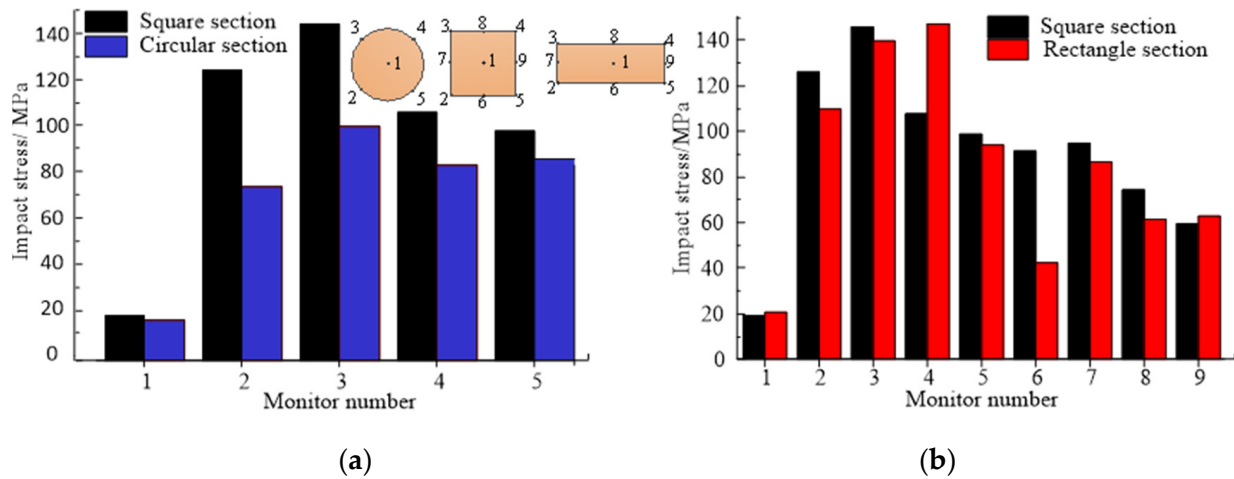 Square section
Circular section
Impact stress/ MPa
140
120
100
80
60
40
20
0
1 2 3 4 5
Monitor number
3 4
1
2 5
3 8 4
7 1 9
2 6 5
3 8 4
7 1 9
2 6 5
(a)
Square section
Rectangle section
Impact stress/MPa
140
120
100
80
60
40
20
0
1 2 3 4 5 6 7 8 9
Monitor number
(b)